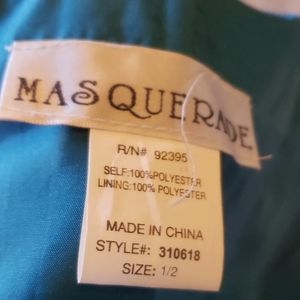 MASQUERADE
R/N# 92395
SELF:100%POLYESTER
LINING:100% POLYESTER
MADE IN CHINA
STYLE#: 310618
SIZE: 1/2